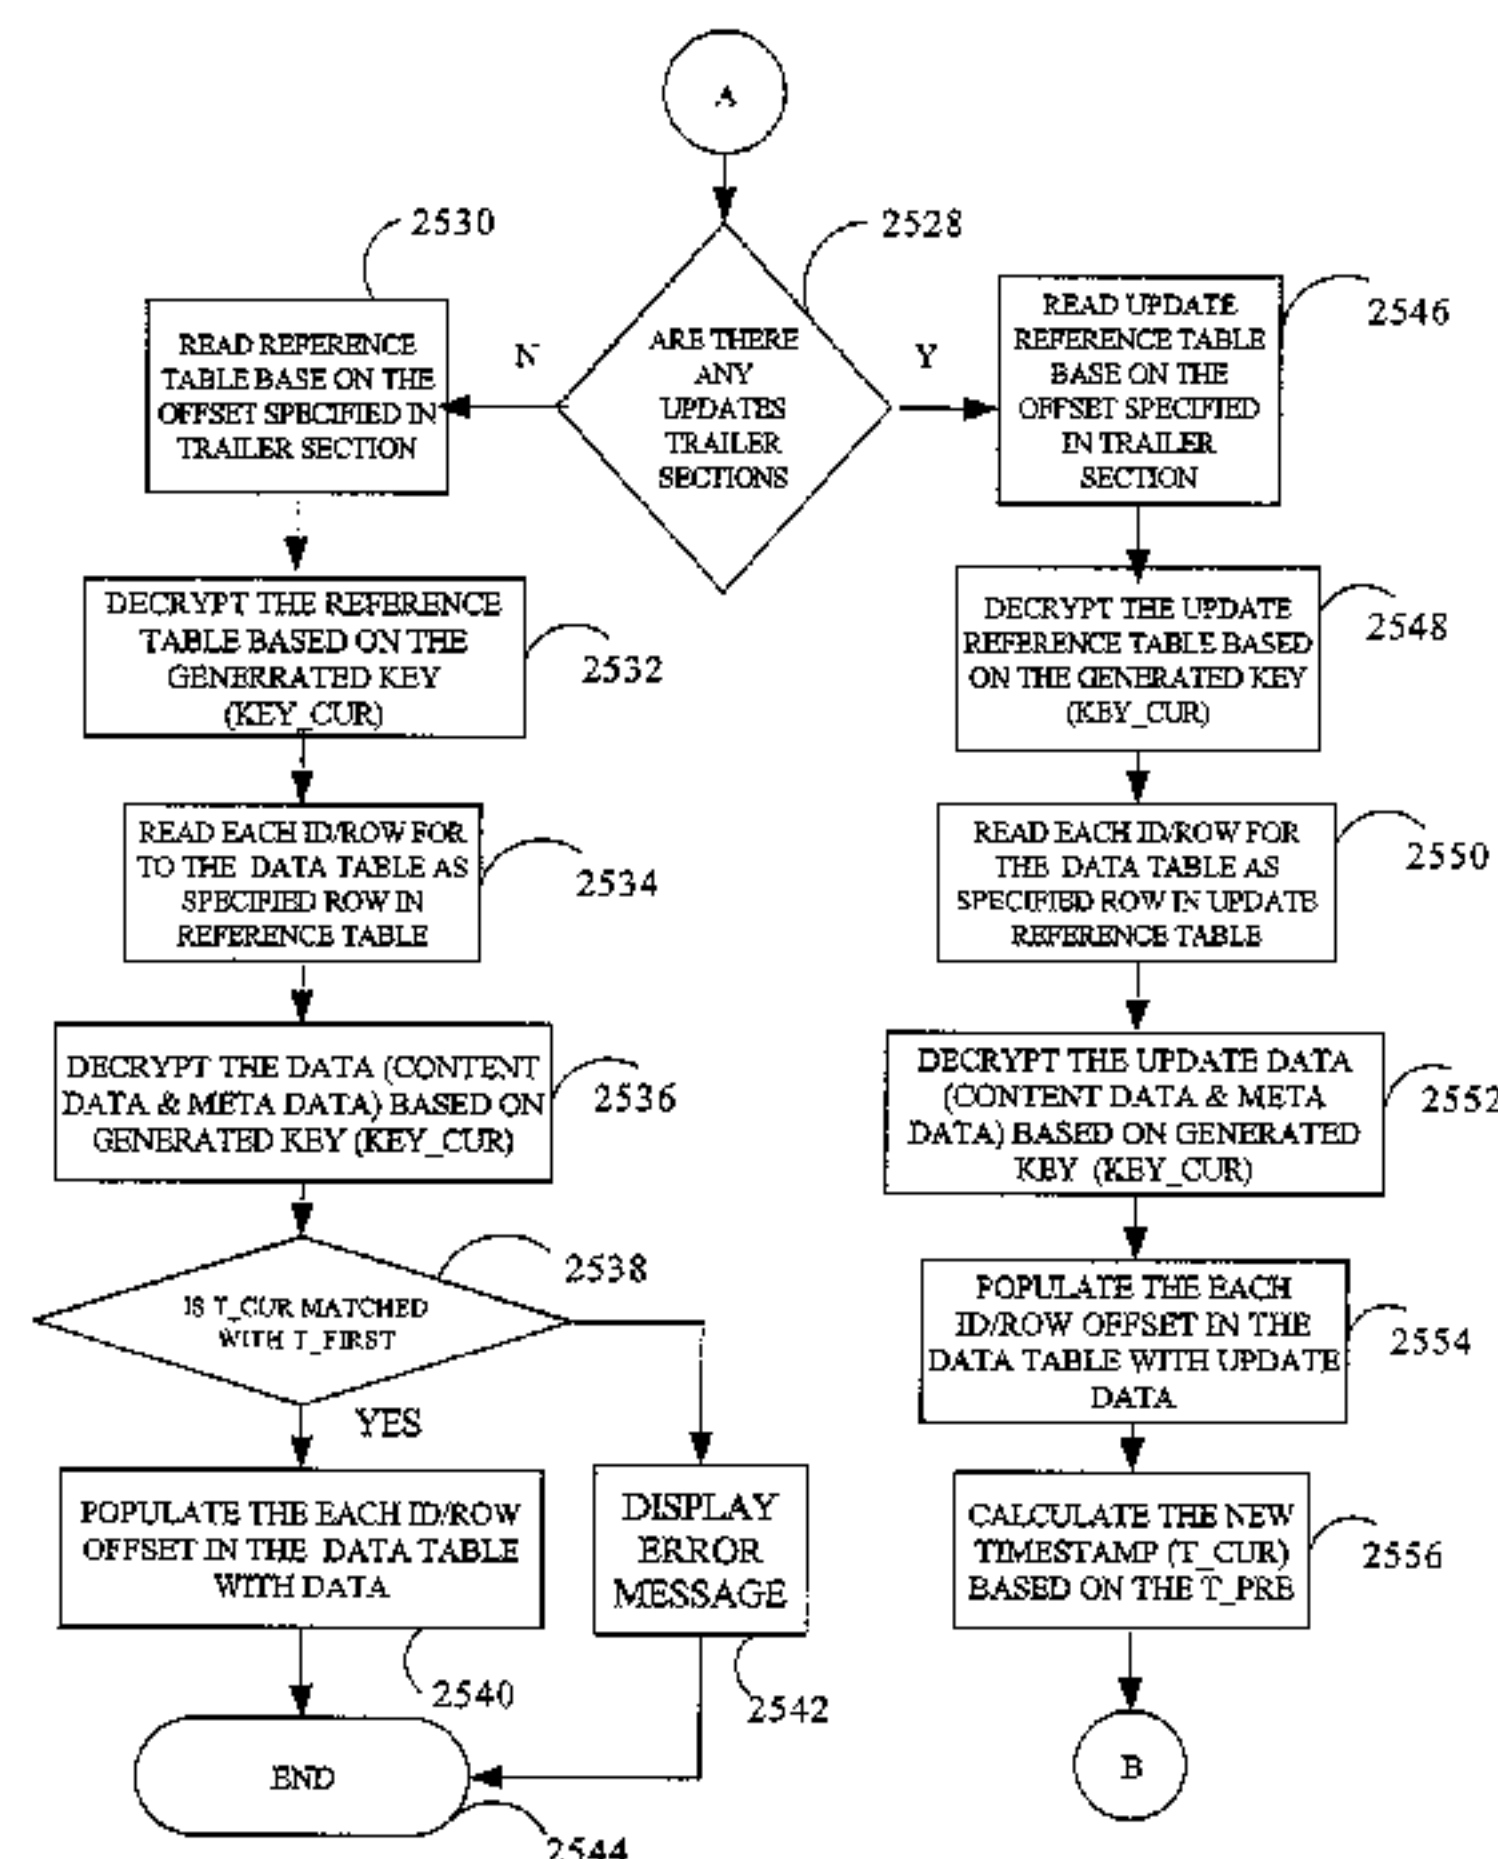 A
2530
2528
2546
READ REFERENCE
TABLE BASE ON THE
OFFSET SPECIFIED IN
TRAILER SECTION
N
ARE THERE
ANY
UPDATES
TRAILER
SECTIONS
Y
READ UPDATE
REFERENCE TABLE
BASE ON THE
OFFSET SPECIFIED
IN TRAILER
SECTION
DECRYPT THE REFERENCE
TABLE BASED ON THE
GENERRATED KEY
(KEY_CUR)
2532
DECRYPT THE UPDATE
REFERENCE TABLE BASED
ON THE GENERATED KEY
(KEY_CUR)
2548
READ EACH ID/ROW FOR
TO THE DATA TABLE AS
SPECIFIED ROW IN
REFERENCE TABLE
2534
READ EACH ID/ROW FOR
THE DATA TABLE AS
SPECIFIED ROW IN UPDATE
REFERENCE TABLE
2550
DECRYPT THE DATA (CONTENT
DATA & META DATA) BASED ON
GENERATED KEY (KEY_CUR)
2536
DECRYPT THE UPDATE DATA
(CONTENT DATA & META
DATA) BASED ON GENERATED
KEY (KEY_CUR)
2552
IS T_CUR MATCHED
WITH T_FIRST
2538
POPULATE THE EACH
ID/ROW OFFSET IN THE
DATA TABLE WITH UPDATE
DATA
2554
YES
POPULATE THE EACH ID/ROW
OFFSET IN THE DATA TABLE
WITH DATA
2540
DISPLAY
ERROR
MESSAGE
2542
CALCULATE THE NEW
TIMESTAMP (T_CUR)
BASED ON THE T_PRE
2556
END
2544
B